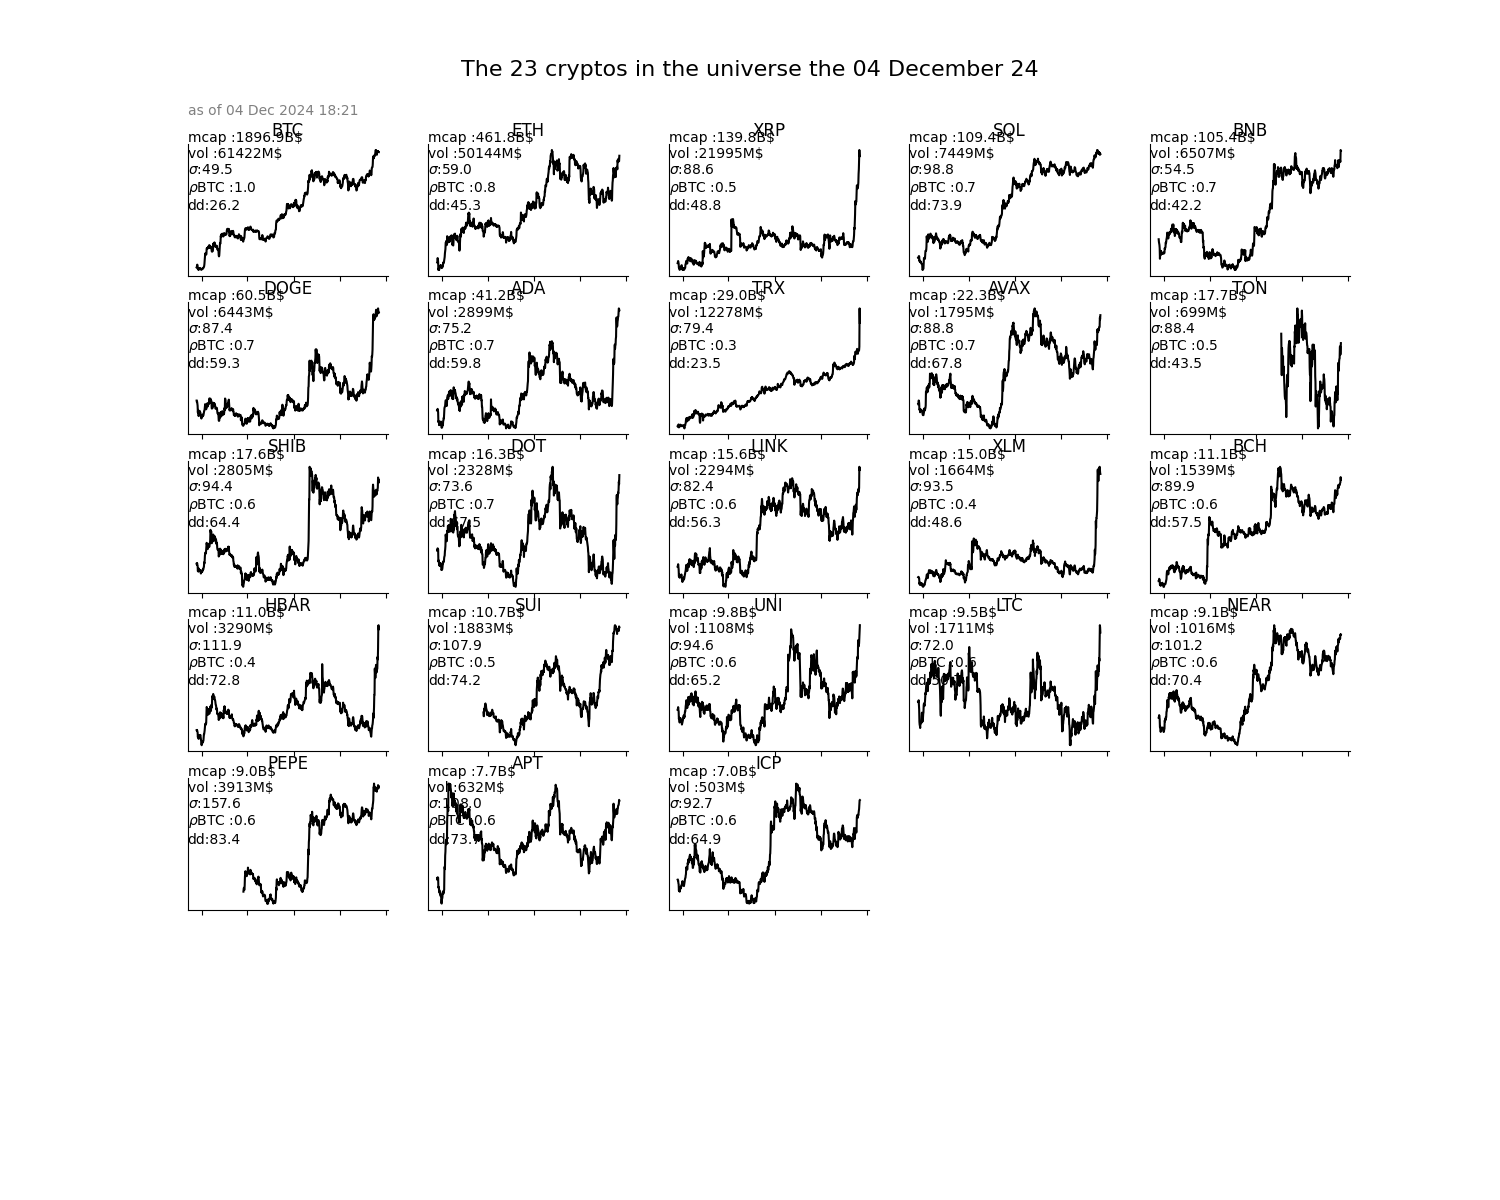 The 23 cryptos in the universe the 04 December 24
as of 04 Dec 2024 18:21
BTC
mcap :1896.9B$
vol :61422M$
σ:49.5
ρBTC :1.0
dd:26.2
ETH
mcap :461.8B$
vol :50144M$
σ:59.0
ρBTC :0.8
dd:45.3
XRP
mcap :139.8B$
vol :21995M$
σ:88.6
ρBTC :0.5
dd:48.8
SOL
mcap :109.4B$
vol :7449M$
σ:98.8
ρBTC :0.7
dd:73.9
BNB
mcap :105.4B$
vol :6507M$
σ:54.5
ρBTC :0.7
dd:42.2
DOGE
mcap :60.5B$
vol :6443M$
σ:87.4
ρBTC :0.7
dd:59.3
ADA
mcap :41.2B$
vol :2899M$
σ:75.2
ρBTC :0.7
dd:59.8
TRX
mcap :29.0B$
vol :12278M$
σ:79.4
ρBTC :0.3
dd:23.5
AVAX
mcap :22.3B$
vol :1795M$
σ:88.8
ρBTC :0.7
dd:67.8
TON
mcap :17.7B$
vol :699M$
σ:88.4
ρBTC :0.5
dd:43.5
SHIB
mcap :17.6B$
vol :2805M$
σ:94.4
ρBTC :0.6
dd:64.4
DOT
mcap :16.3B$
vol :2328M$
σ:73.6
ρBTC :0.7
LINK
mcap :15.6B$
vol :2294M$
σ:82.4
ρBTC :0.6
dd:56.3
XLM
mcap :15.0B$
vol :1664M$
σ:93.5
ρBTC :0.4
dd:48.6
BCH
mcap :11.1B$
vol :1539M$
σ:89.9
ρBTC :0.6
dd:57.5
HBAR
mcap :11.0B$
vol :3290M$
σ:111.9
ρBTC :0.4
dd:72.8
SUI
mcap :10.7B$
vol :1883M$
σ:107.9
ρBTC :0.5
dd:74.2
UNI
mcap :9.8B$
vol :1108M$
σ:94.6
ρBTC :0.6
dd:65.2
LTC
mcap :9.5B$
vol :1711M$
σ:72.0
ρBTC :0.6
NEAR
mcap :9.1B$
vol :1016M$
σ:101.2
ρBTC :0.6
dd:70.4
PEPE
mcap :9.0B$
vol :3913M$
σ:157.6
ρBTC :0.6
dd:83.4
APT
mcap :7.7B$
vol :632M$
σ:108.0
ρBTC :0.6
ICP
mcap :7.0B$
vol :503M$
σ:92.7
ρBTC :0.6
dd:64.9